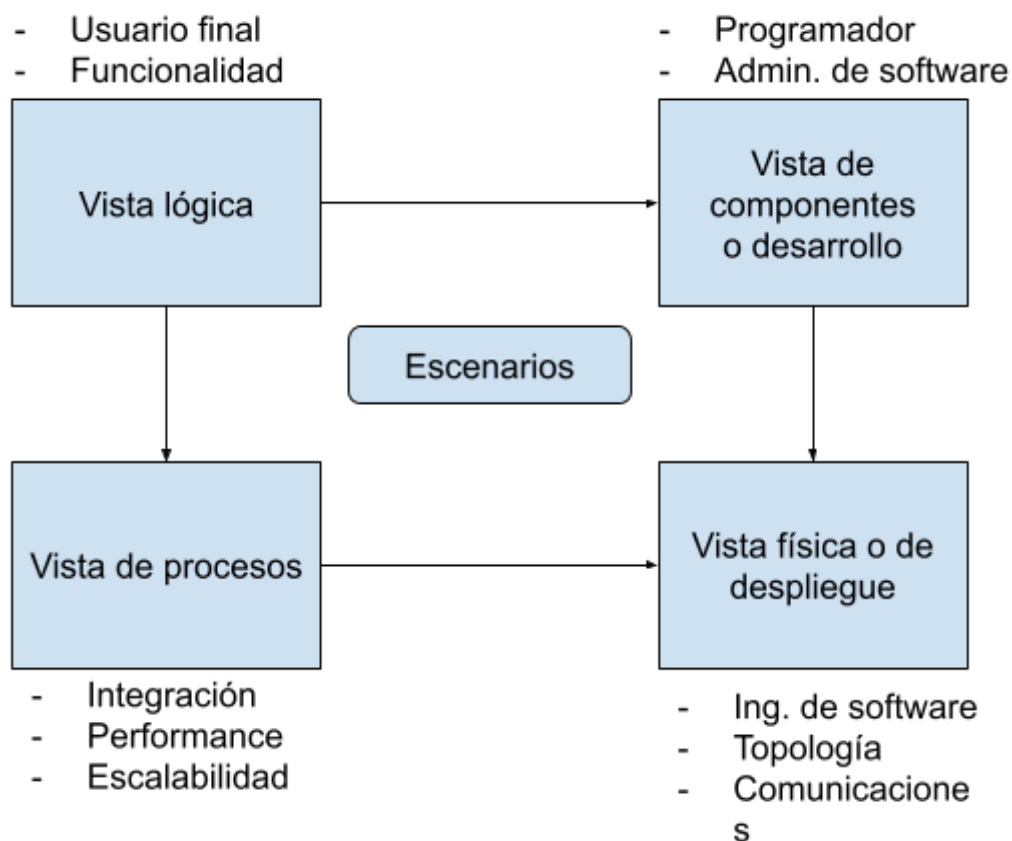 - Usuario final
- Funcionalidad
- Programador
- Admin. de software
Vista lógica
Vista de
componentes
o desarrollo
Escenarios
Vista de procesos
Vista física o de
despliegue
- Integración
- Performance
- Escalabilidad
- Ing. de software
- Topología
- Comunicacione
s